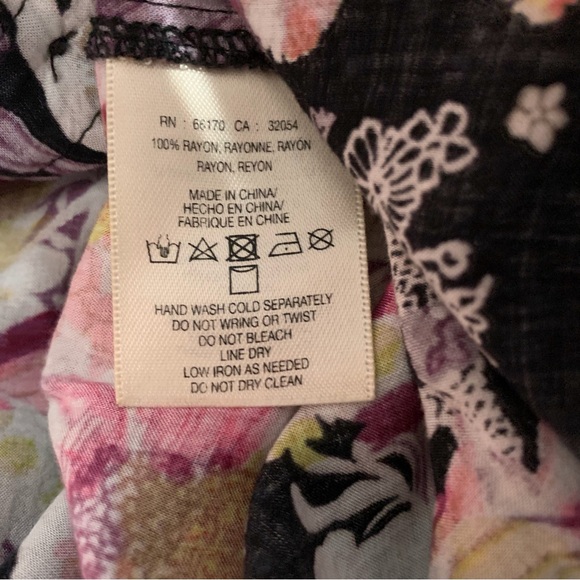 RN : 66170 CA : 32054
100% RAYON, RAYONNE, RAYÓN
RAYON, REYON
MADE IN CHINA/
HECHO EN CHINA/
FABRIQUE EN CHINE
HAND WASH COLD SEPARATELY
DO NOT WRING OR TWIST
DO NOT BLEACH
LINE DRY
LOW IRON AS NEEDED
DO NOT DRY CLEAN